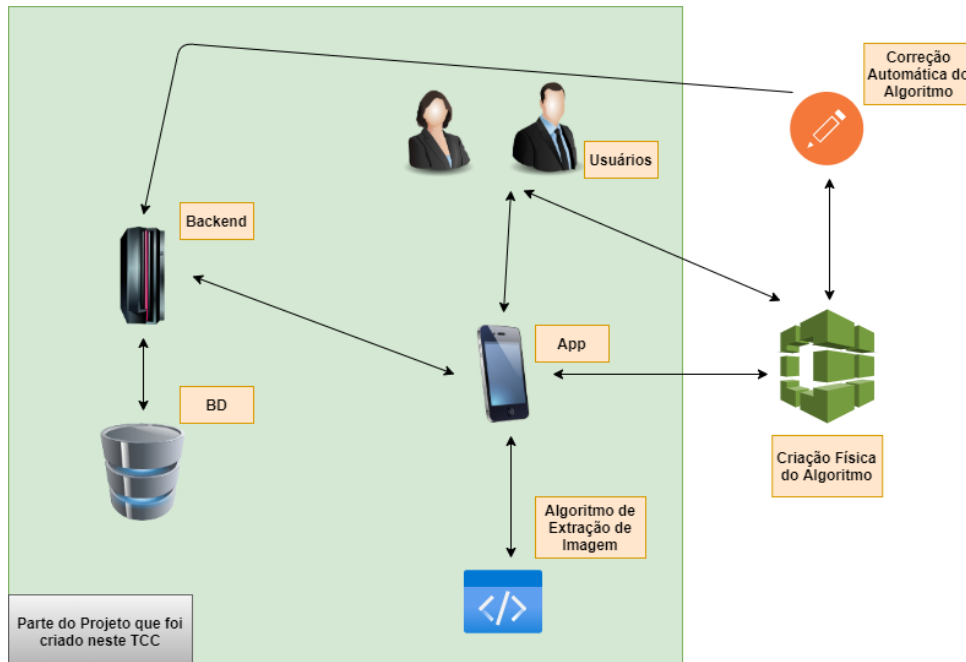 Correção
Automática do
Algoritmo
Usuários
Backend
App
BD
Criação Física
do Algoritmo
Algoritmo de
Extração de
Imagem
Parte do Projeto que foi
criado neste TCC